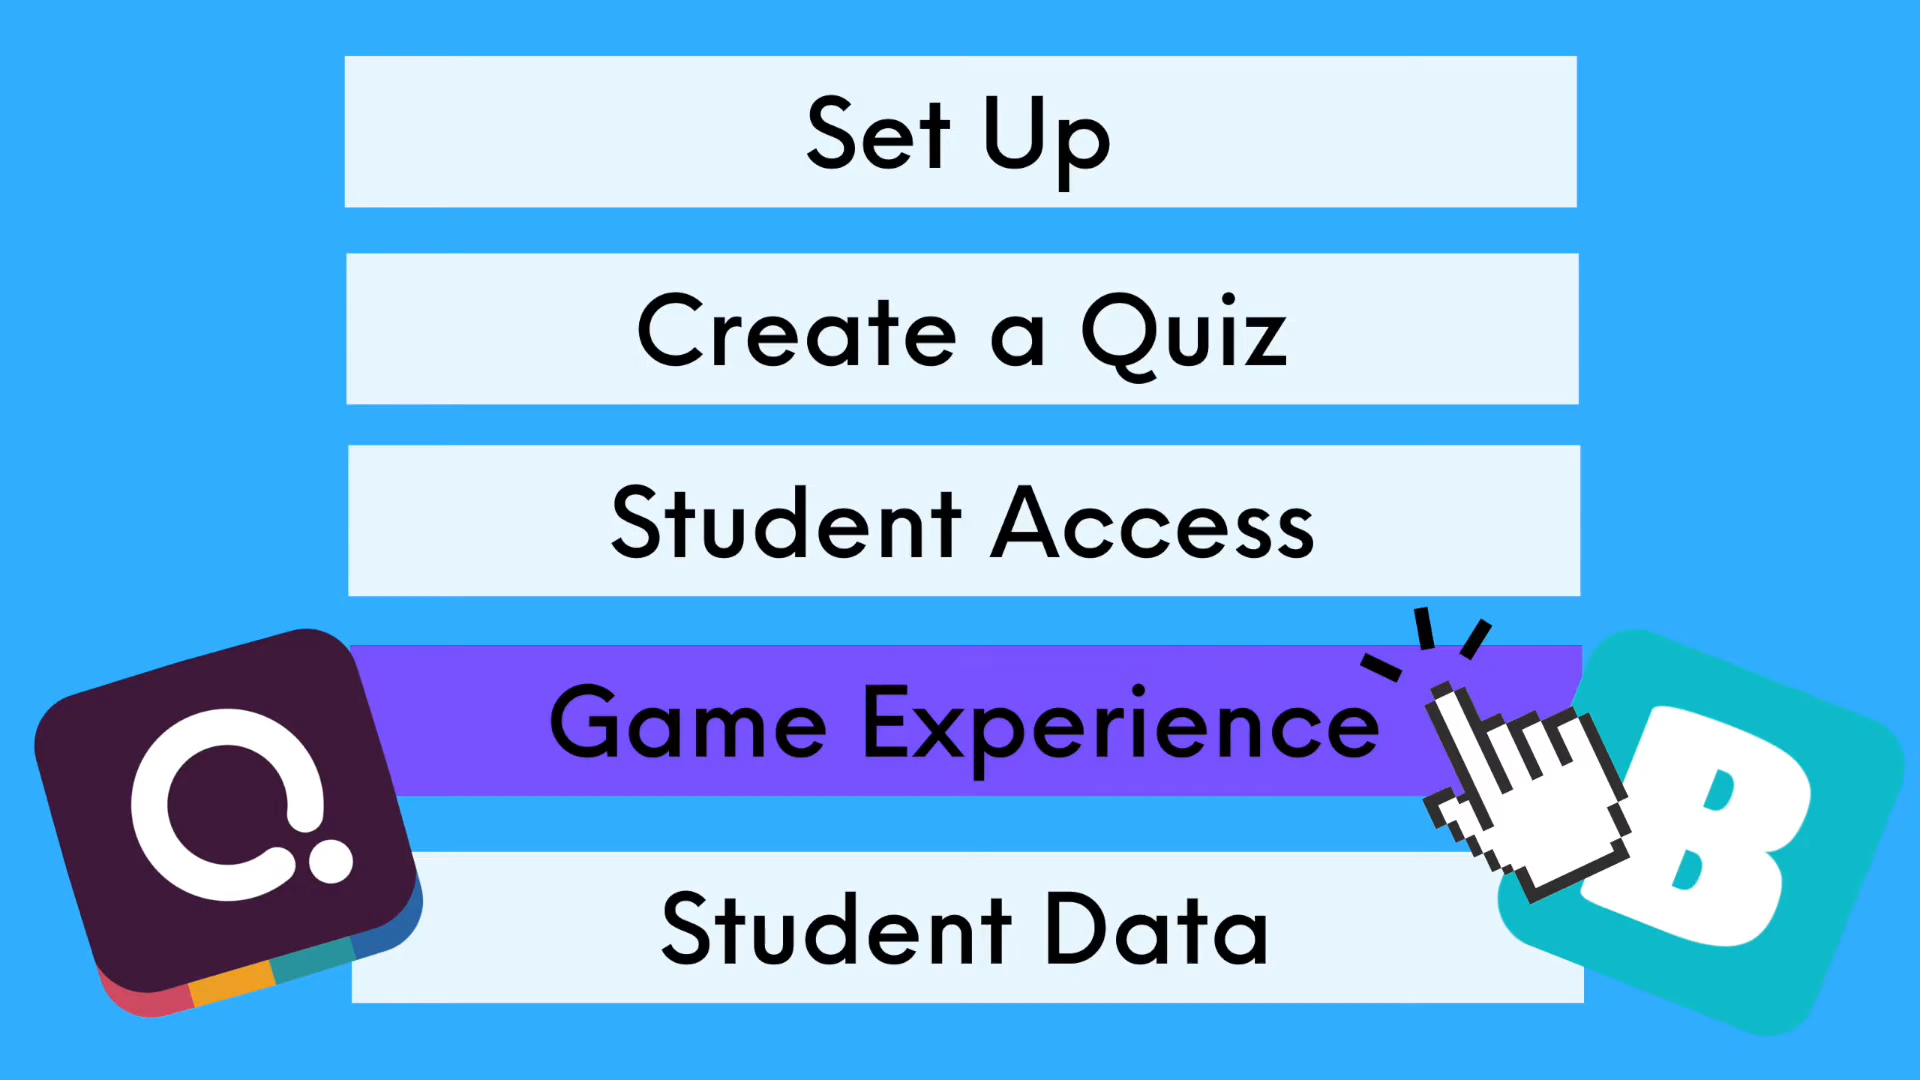 Set Up
Create a Quiz
Student Access
Game Experience
Student Data
B